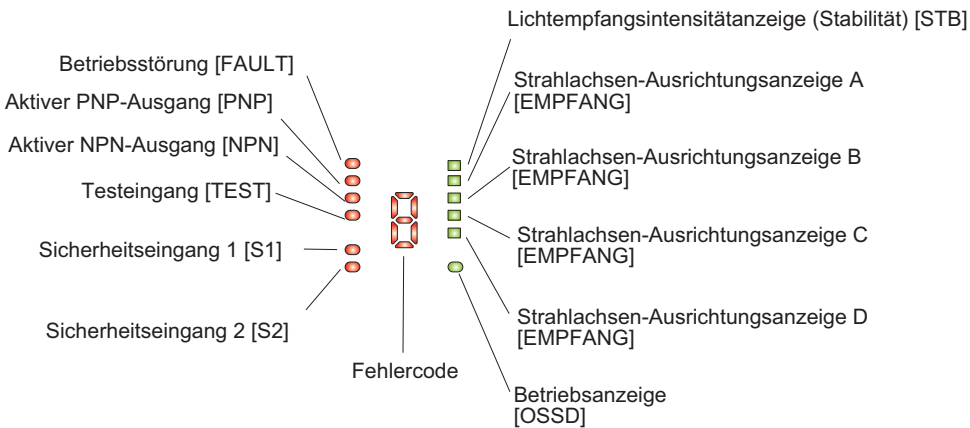 Lichtempfangsintensitätanzeige (Stabilität) [STB]
Betriebsstörung [FAULT]
Aktiver PNP-Ausgang [PNP]
Aktiver NPN-Ausgang [NPN]
Testeingang [TEST]
Sicherheitseingang 1 [S1]
Sicherheitseingang 2 [S2]
Fehlercode
Strahlachsen-Ausrichtungsanzeige A
[EMPFANG]
Strahlachsen-Ausrichtungsanzeige B
[EMPFANG]
Strahlachsen-Ausrichtungsanzeige C
[EMPFANG]
Strahlachsen-Ausrichtungsanzeige D
[EMPFANG]
Betriebsanzeige
[OSSD]